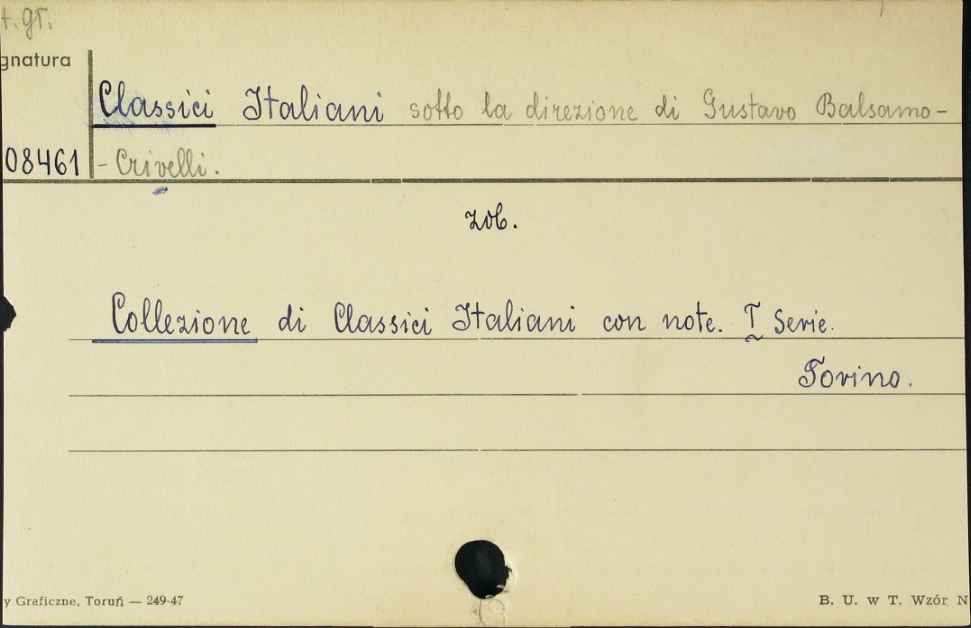 t. gr.
gnatura
Classici Italiani sotto la direzione di Gustavo Balsamo-
08461 - Crivelli.
zob.
Collezione di Classici Italiani con note. I Serie.
Torino.
y Graficzne, Toruń — 249-47
B. U. w T. Wzór N